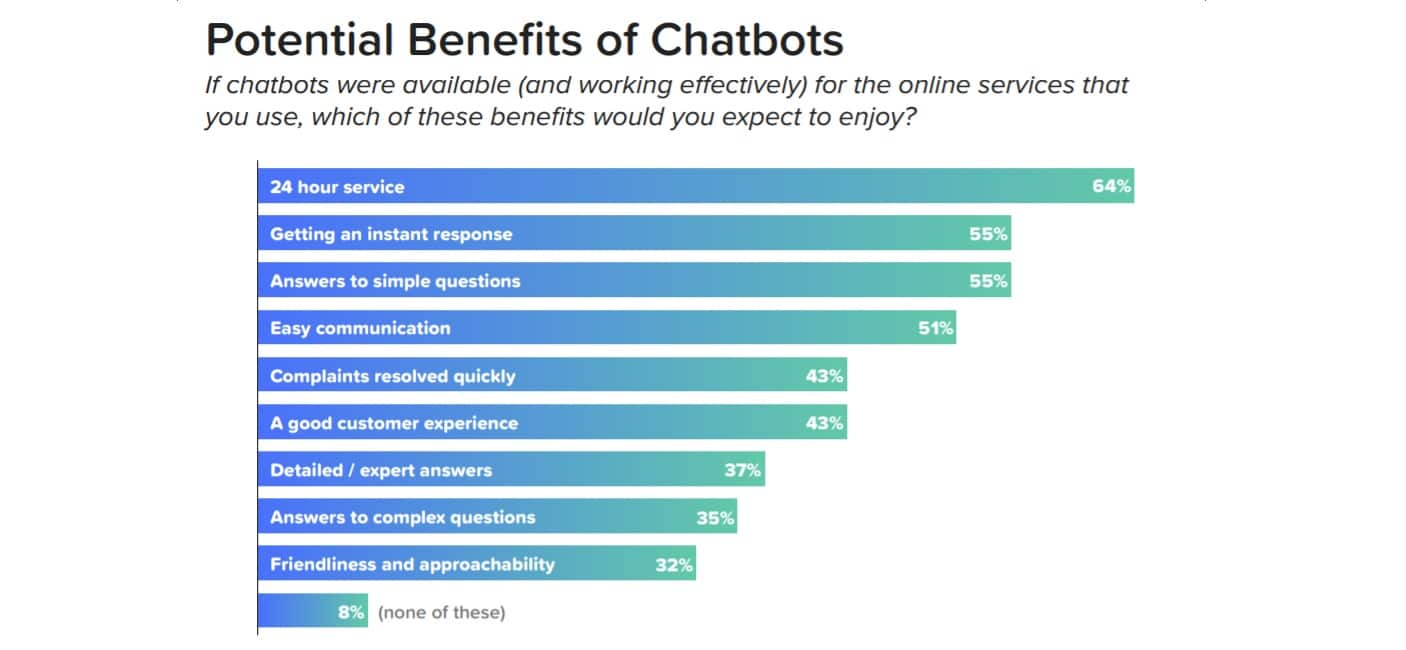 Potential Benefits of Chatbots
If chatbots were available (and working effectively) for the online services that
you use, which of these benefits would you expect to enjoy?
24 hour service 64%
Getting an instant response 55%
Answers to simple questions 55%
Easy communication 51%
Complaints resolved quickly 43%
A good customer experience 43%
Detailed / expert answers 37%
Answers to complex questions 35%
Friendliness and approachability 32%
8% (none of these)